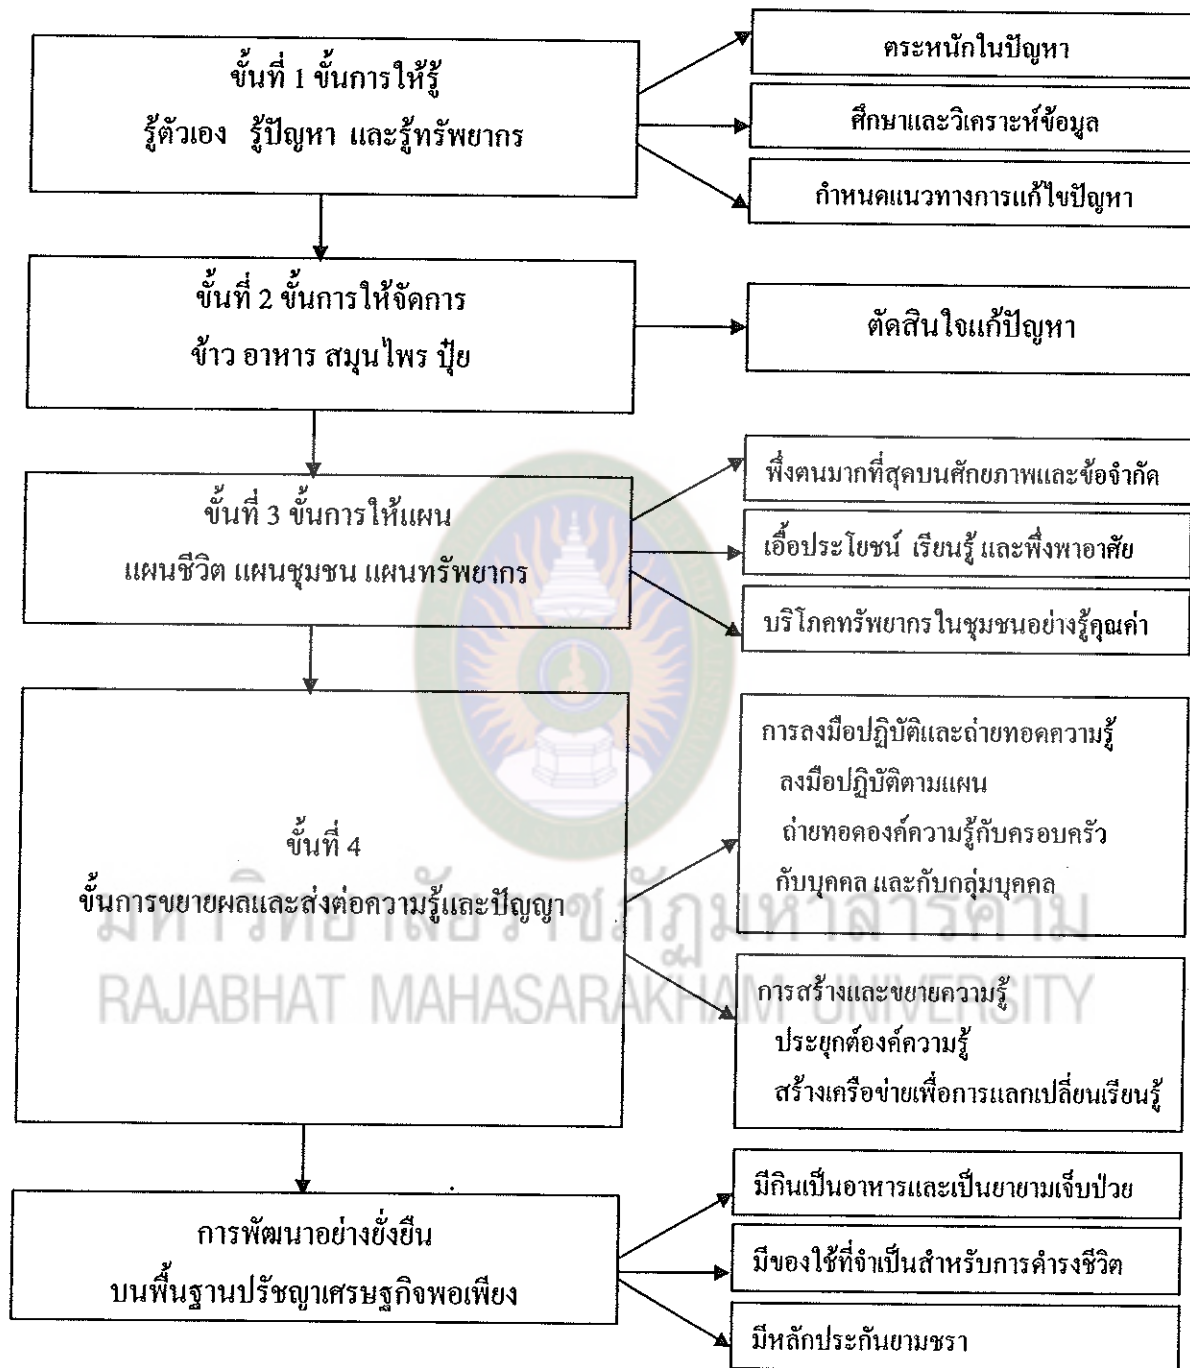 ขั้นที่ 1 ขั้นการให้รู้
รู้ตัวเอง รู้ปัญหา และรู้ทรัพยากร
ตระหนักในปัญหา
ศึกษาและวิเคราะห์ข้อมูล
กำหนดแนวทางการแก้ไขปัญหา
ขั้นที่ 2 ขั้นการให้จัดการ
ข้าว อาหาร สมุนไพร ปุ๋ย
ตัดสินใจแก้ปัญหา
ขั้นที่ 3 ขั้นการให้แผน
แผนชีวิต แผนชุมชน แผนทรัพยากร
พึ่งตนมากที่สุดบนศักยภาพและข้อจำกัด
เอื้อประโยชน์ เรียนรู้ และพึ่งพาอาศัย
บริโภคทรัพยากรในชุมชนอย่างรู้คุณค่า
ขั้นที่ 4
ขั้นการขยายผลและส่งต่อความรู้และปัญญา
การลงมือปฏิบัติและถ่ายทอดความรู้
ลงมือปฏิบัติตามแผน
ถ่ายทอดองค์ความรู้กับครอบครัว
กับบุคคล และกับกลุ่มบุคคล
การสร้างและขยายความรู้
ประยุกต์องค์ความรู้
สร้างเครือข่ายเพื่อการแลกเปลี่ยนเรียนรู้
มหาวิทยาลัยราชภัฏมหาสารคาม
RAJABHAT MAHASARAKHAM UNIVERSITY
การพัฒนาอย่างยั่งยืน
บนพื้นฐานปรัชญาเศรษฐกิจพอเพียง
มีกินเป็นอาหารและเป็นยายามเจ็บป่วย
มีของใช้ที่จำเป็นสำหรับการดำรงชีวิต
มีหลักประกันยามชรา